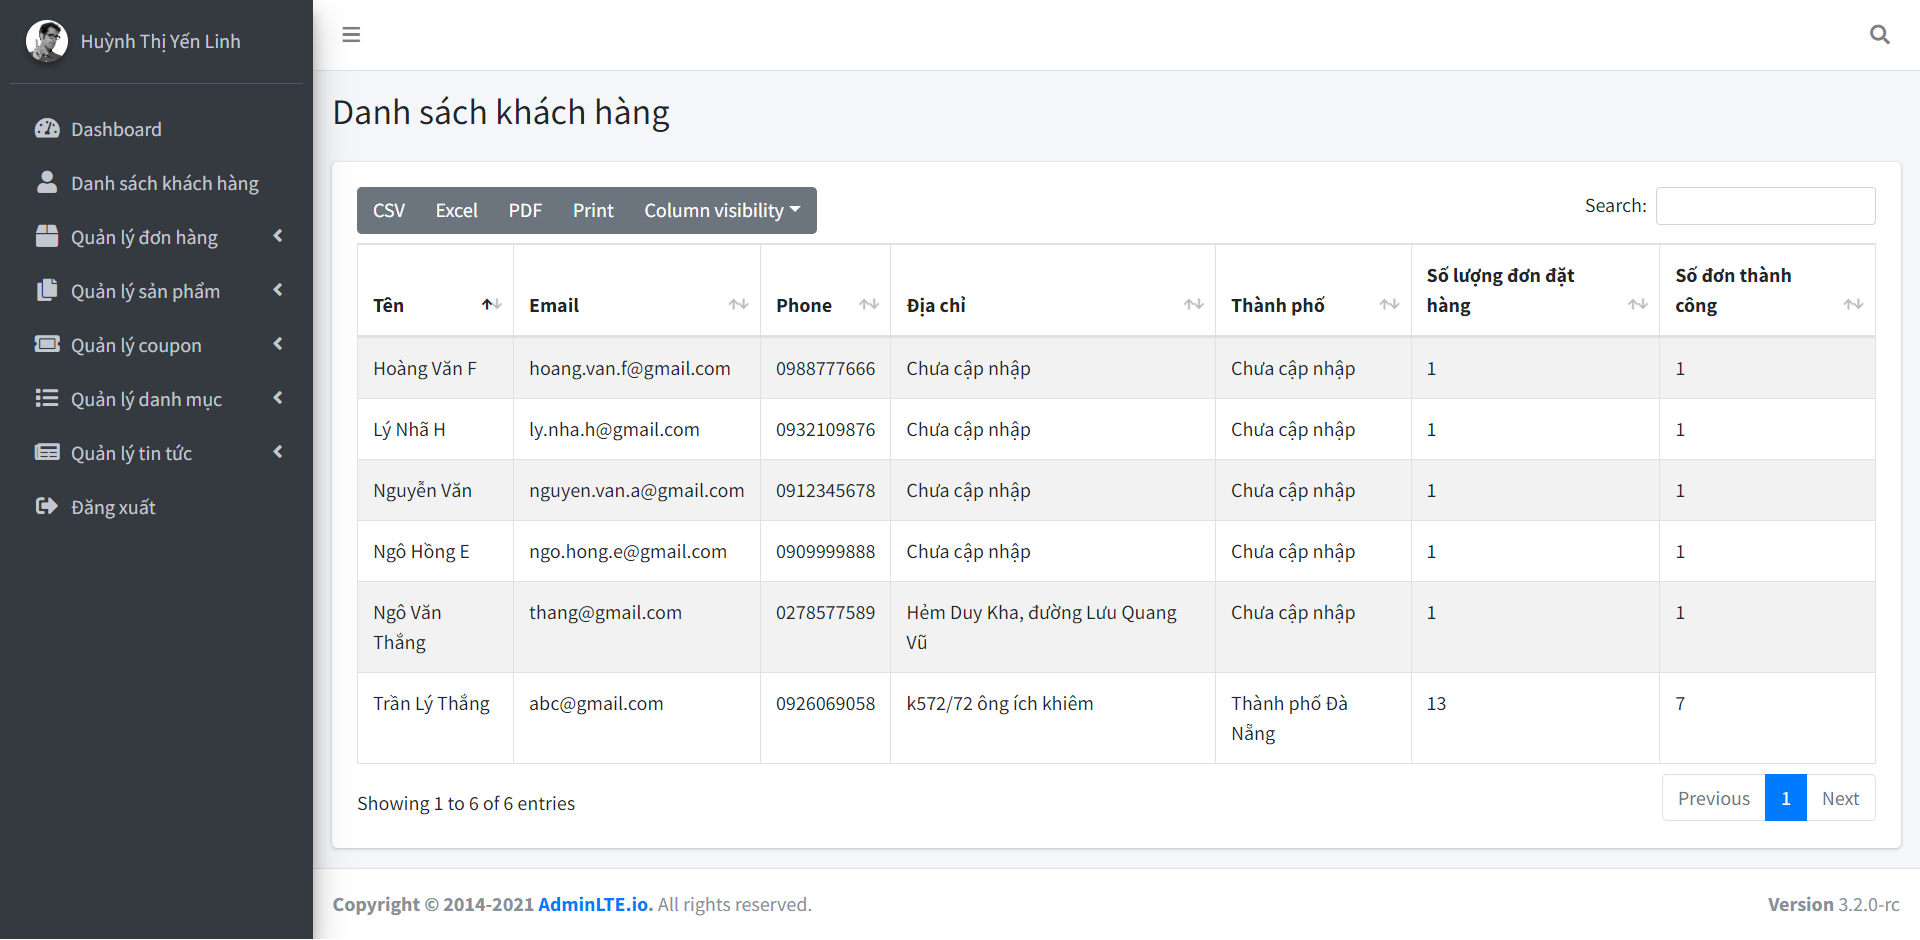 Huỳnh Thị Yến Linh
Dashboard
Danh sách khách hàng
Quản lý đơn hàng
Quản lý sản phẩm
Quản lý coupon
Quản lý danh mục
Quản lý tin tức
Đăng xuất
Danh sách khách hàng
CSV Excel PDF Print Column visibility
Search:
Tên Email Phone Địa chỉ Thành phố Số lượng đơn đặt hàng Số đơn thành công
Hoàng Văn F hoang.van.f@gmail.com 0988777666 Chưa cập nhập Chưa cập nhập 1 1
Lý Nhã H ly.nha.h@gmail.com 0932109876 Chưa cập nhập Chưa cập nhập 1 1
Nguyễn Văn nguyen.van.a@gmail.com 0912345678 Chưa cập nhập Chưa cập nhập 1 1
Ngô Hồng E ngo.hong.e@gmail.com 0909999888 Chưa cập nhập Chưa cập nhập 1 1
Ngô Văn Thắng thang@gmail.com 0278577589 Hẻm Duy Kha, đường Lưu Quang Vũ Chưa cập nhập 1 1
Trần Lý Thắng abc@gmail.com 0926069058 k572/72 ông ích khiêm Thành phố Đà Nẵng 13 7
Showing 1 to 6 of 6 entries
Previous 1 Next
Copyright © 2014-2021 AdminLTE.io. All rights reserved.
Version 3.2.0-rc